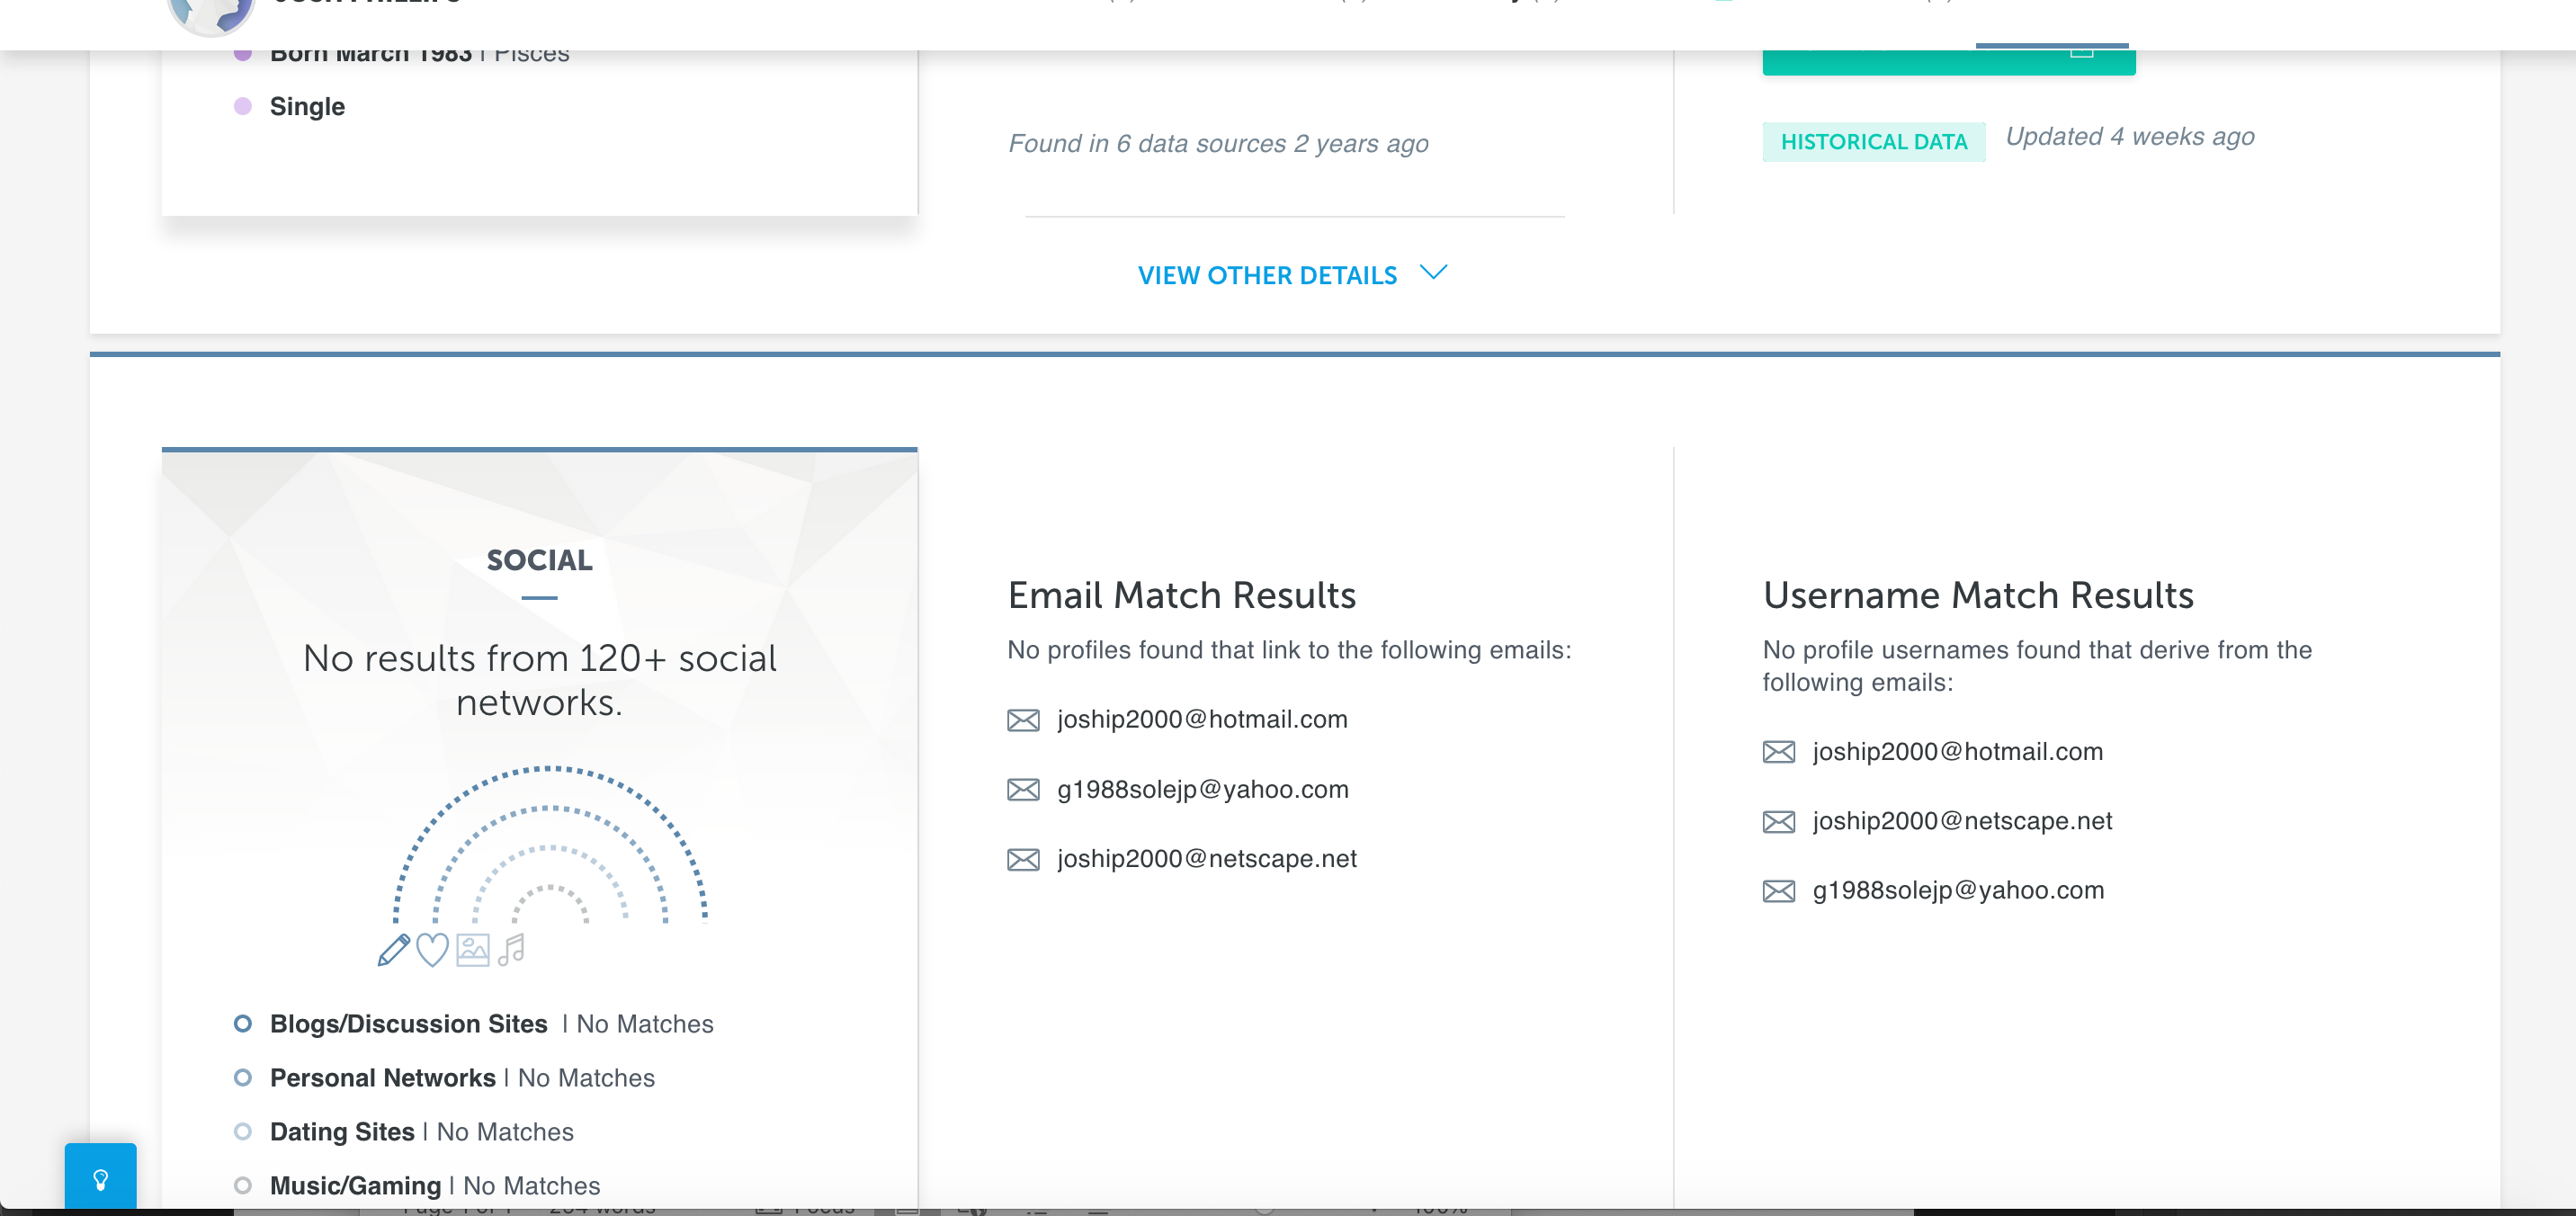 Born March 1983 | Pisces
Single
Found in 6 data sources 2 years ago
HISTORICAL DATA Updated 4 weeks ago
VIEW OTHER DETAILS
SOCIAL
No results from 120+ social
networks.
Blogs/Discussion Sites | No Matches
Personal Networks | No Matches
Dating Sites | No Matches
Music/Gaming | No Matches
Email Match Results
No profiles found that link to the following emails:
joship2000@hotmail.com
g1988solejp@yahoo.com
joship2000@netscape.net
Username Match Results
No profile usernames found that derive from the
following emails:
joship2000@hotmail.com
joship2000@netscape.net
g1988solejp@yahoo.com